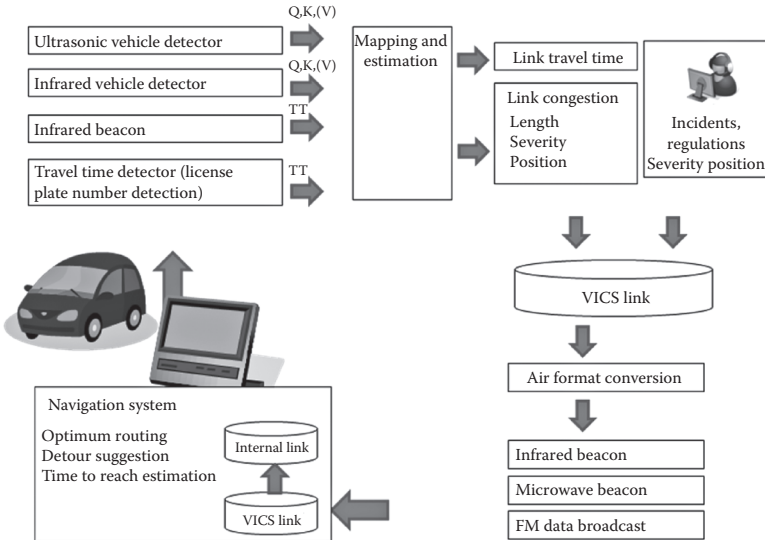 Q,K,(V)
Ultrasonic vehicle detector
Q,K,(V)
Infrared vehicle detector
TT
Infrared beacon
TT
Travel time detector (license
plate number detection)
Mapping and
estimation
Link travel time
Link congestion
Length
Severity
Position
Incidents,
regulations
Severity position
VICS link
Air format conversion
Infrared beacon
Microwave beacon
FM data broadcast
Navigation system
Optimum routing
Detour suggestion
Time to reach estimation
Internal link
VICS link